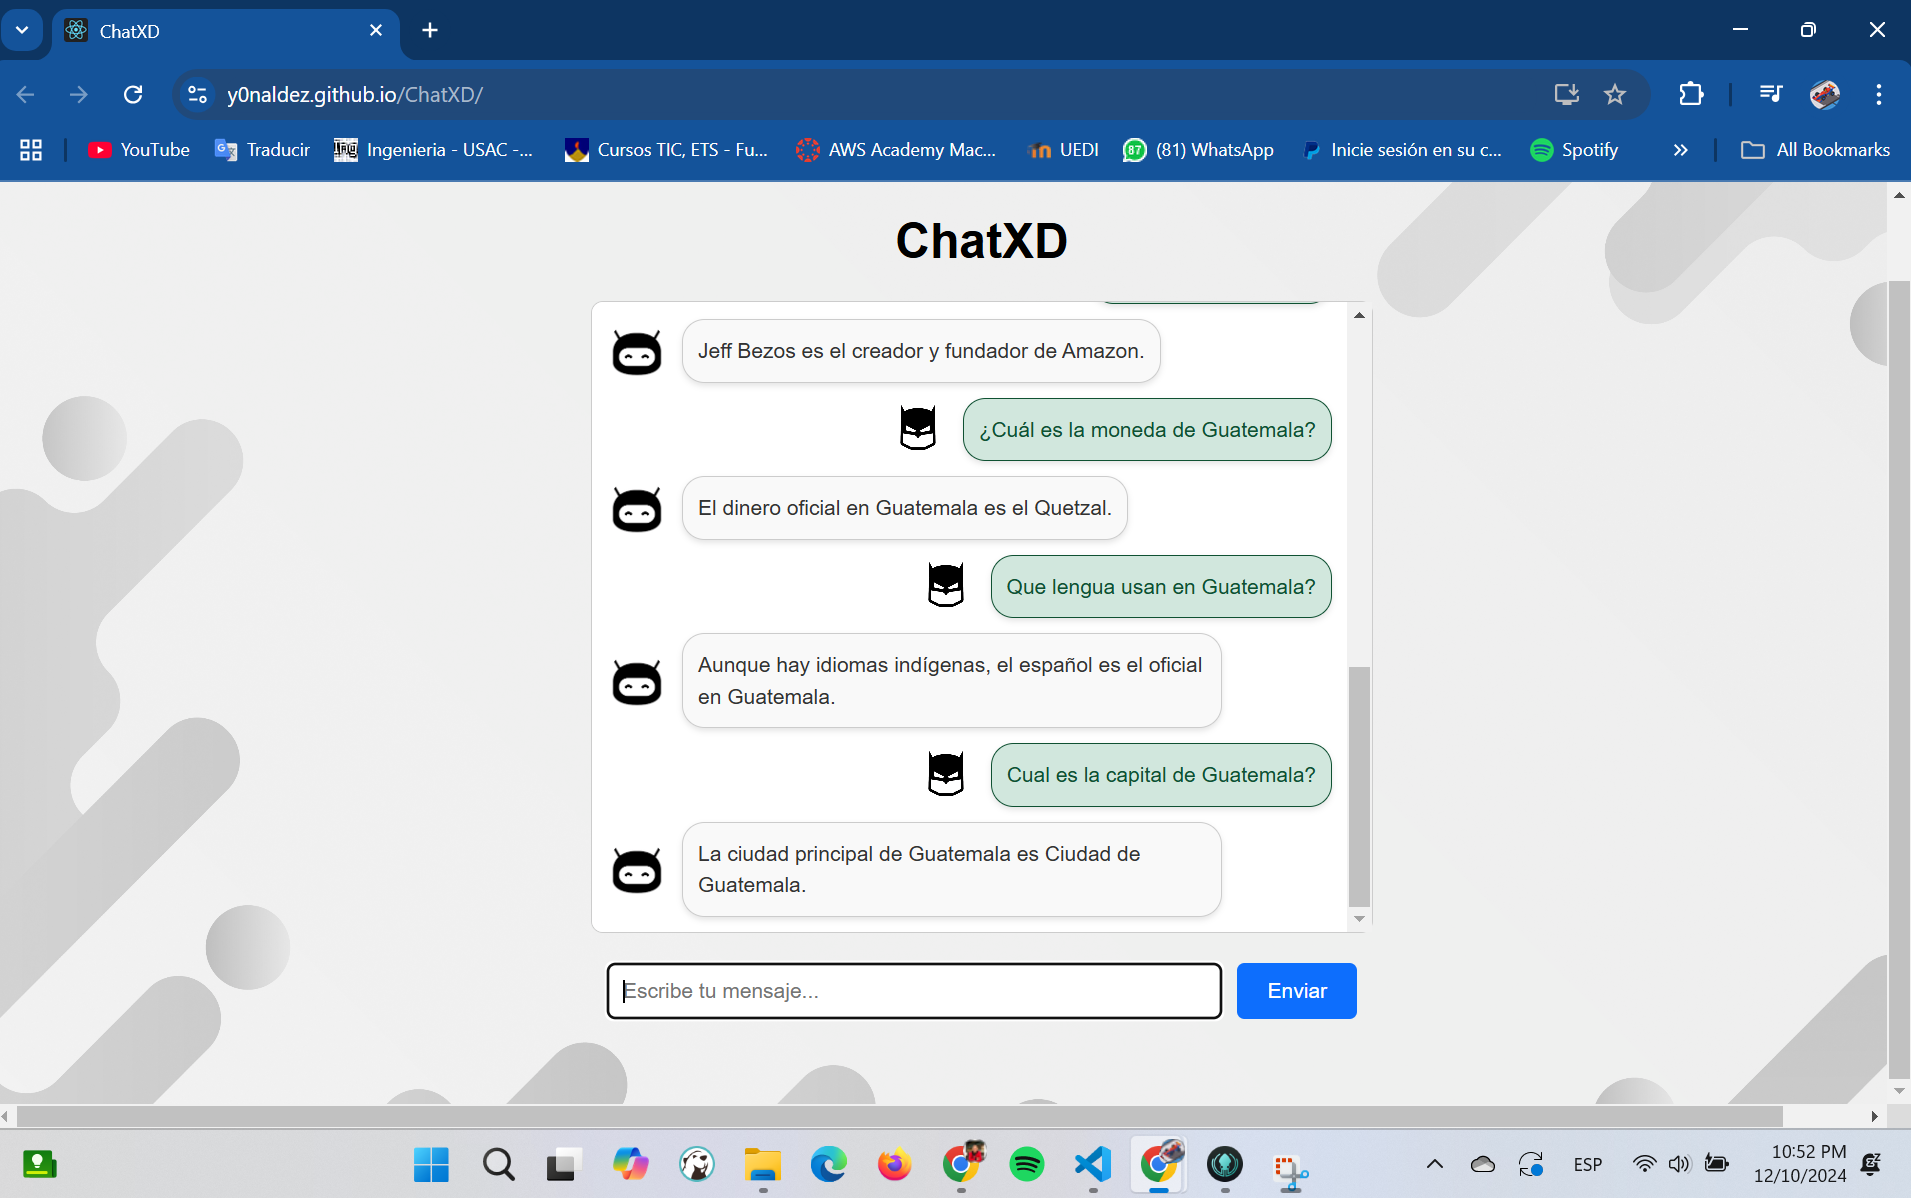 ChatXD
y0naldez.github.io/ChatXD/
YouTube
Traducir
Ingenieria - USAC -...
Cursos TIC, ETS - Fu...
AWS Academy Mac...
UEDI
87
(81) WhatsApp
Inicie sesión en su c...
Spotify
All Bookmarks
ChatXD
Jeff Bezos es el creador y fundador de Amazon.
¿Cuál es la moneda de Guatemala?
El dinero oficial en Guatemala es el Quetzal.
Que lengua usan en Guatemala?
Aunque hay idiomas indígenas, el español es el oficial
en Guatemala.
Cual es la capital de Guatemala?
La ciudad principal de Guatemala es Ciudad de
Guatemala.
Escribe tu mensaje...
Enviar
ESP
10:52 PM
12/10/2024